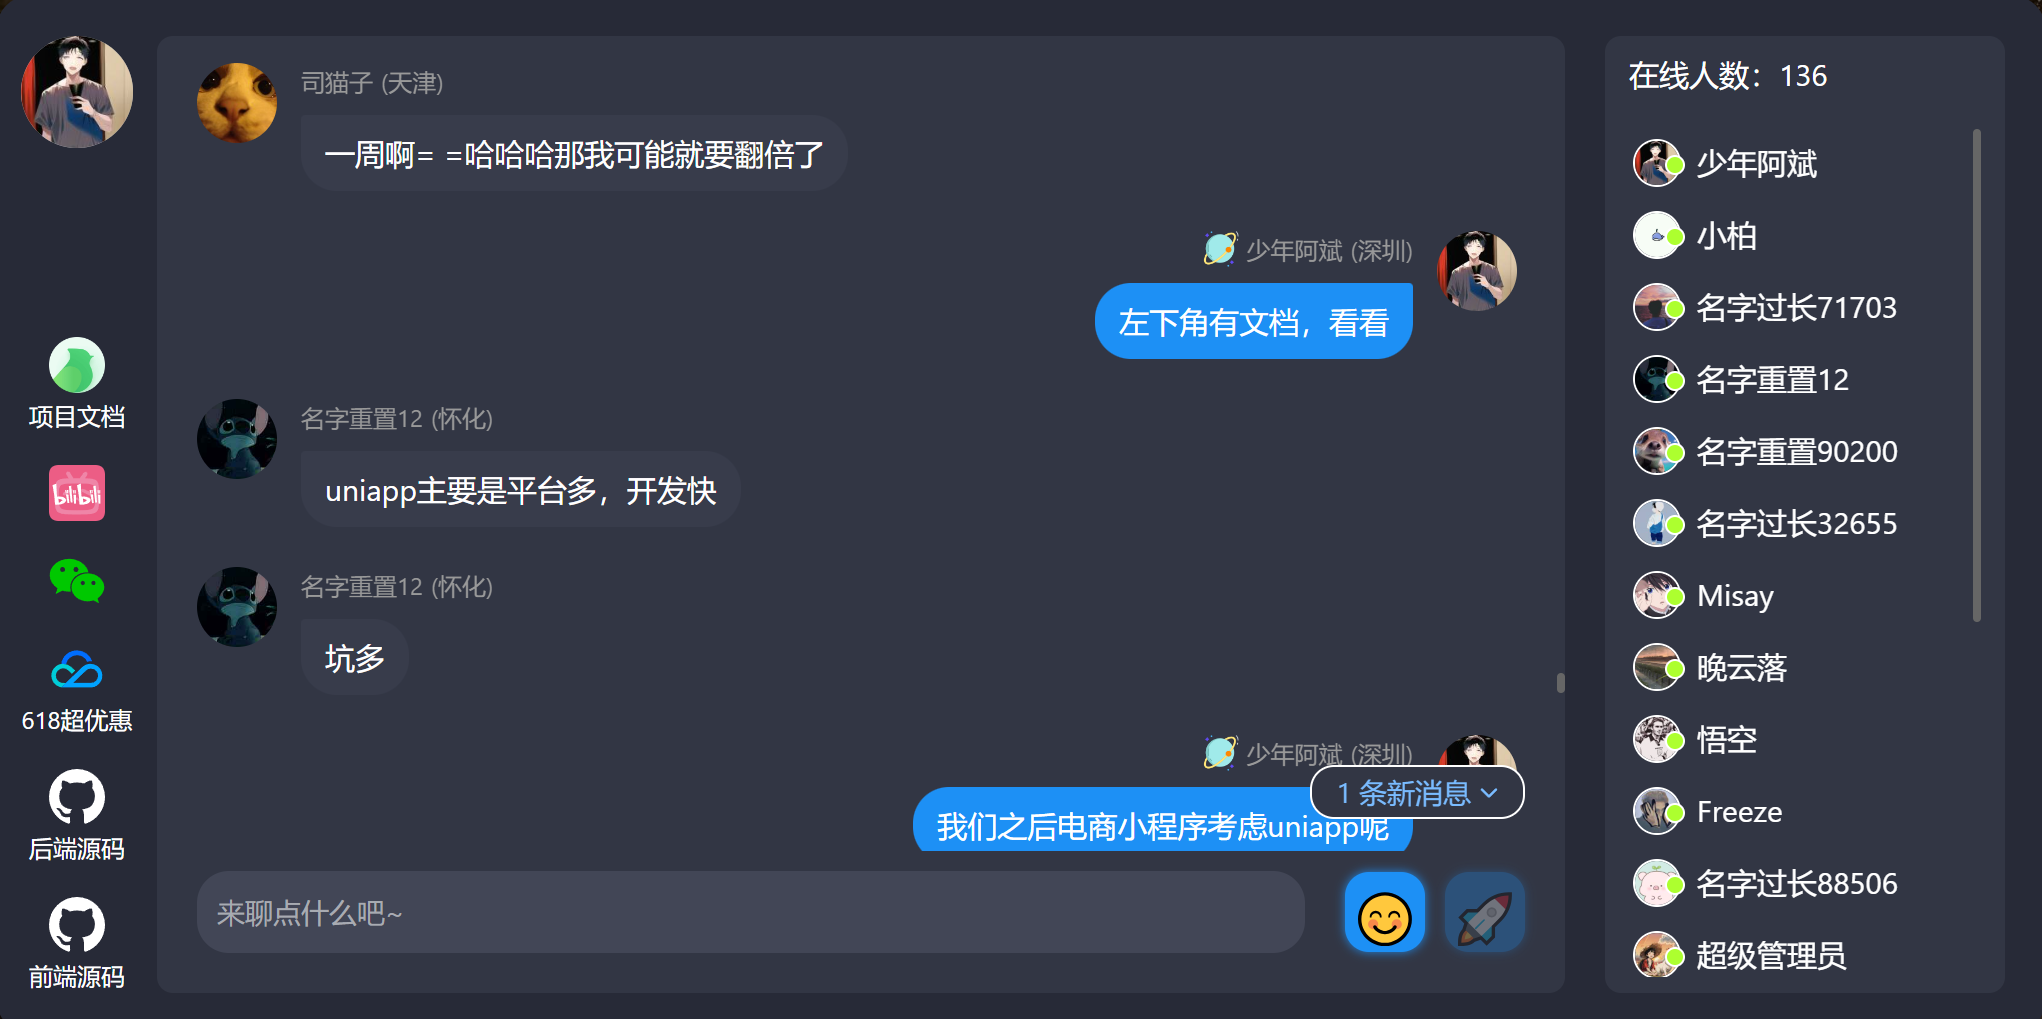 项目文档
bilibili
618超优惠
后端源码
前端源码
司猫子 (天津)
一周啊= =哈哈哈那我可能就要翻倍了
少年阿斌 (深圳)
左下角有文档，看看
名字重置12 (怀化)
uniapp主要是平台多，开发快
名字重置12 (怀化)
坑多
少年阿斌 (深圳)
1 条新消息
我们之后电商小程序考虑uniapp呢
来聊点什么吧~
在线人数：136
少年阿斌
小柏
名字过长71703
名字重置12
名字重置90200
名字过长32655
Misay
晚云落
悟空
Freeze
名字过长88506
超级管理员